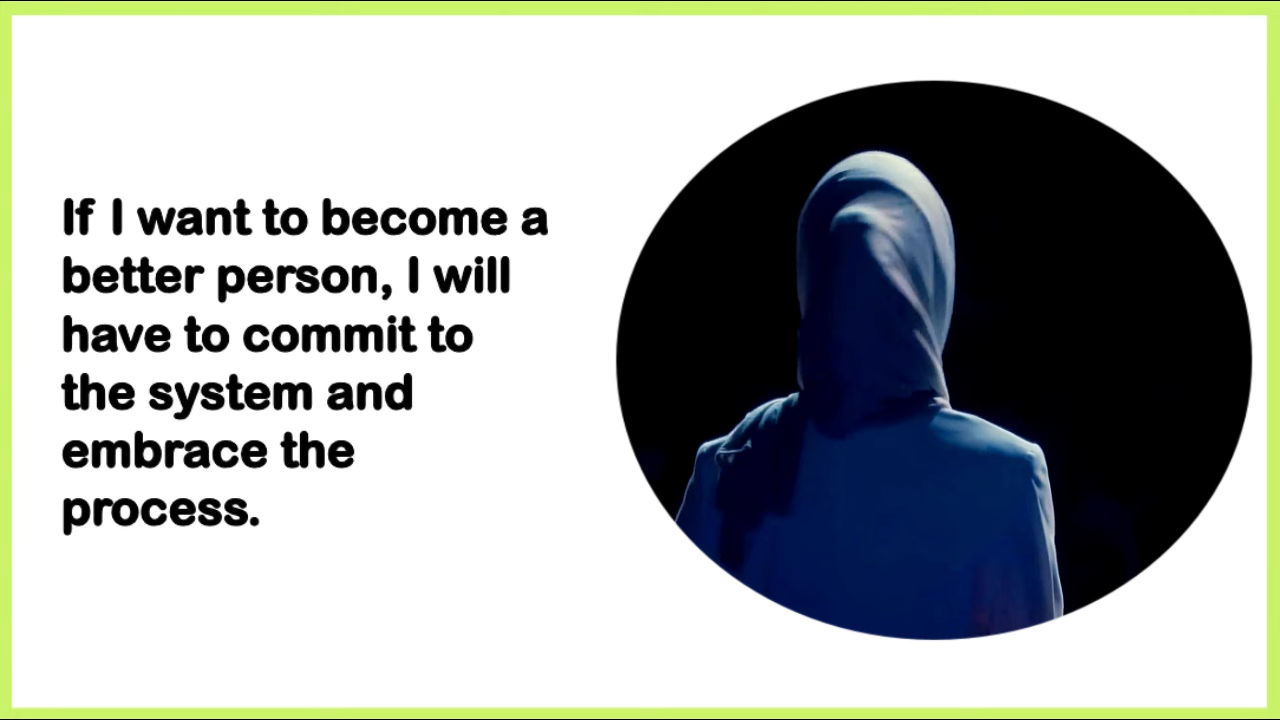 If I want to become a
better person, I will
have to commit to
the system and
embrace the
process.